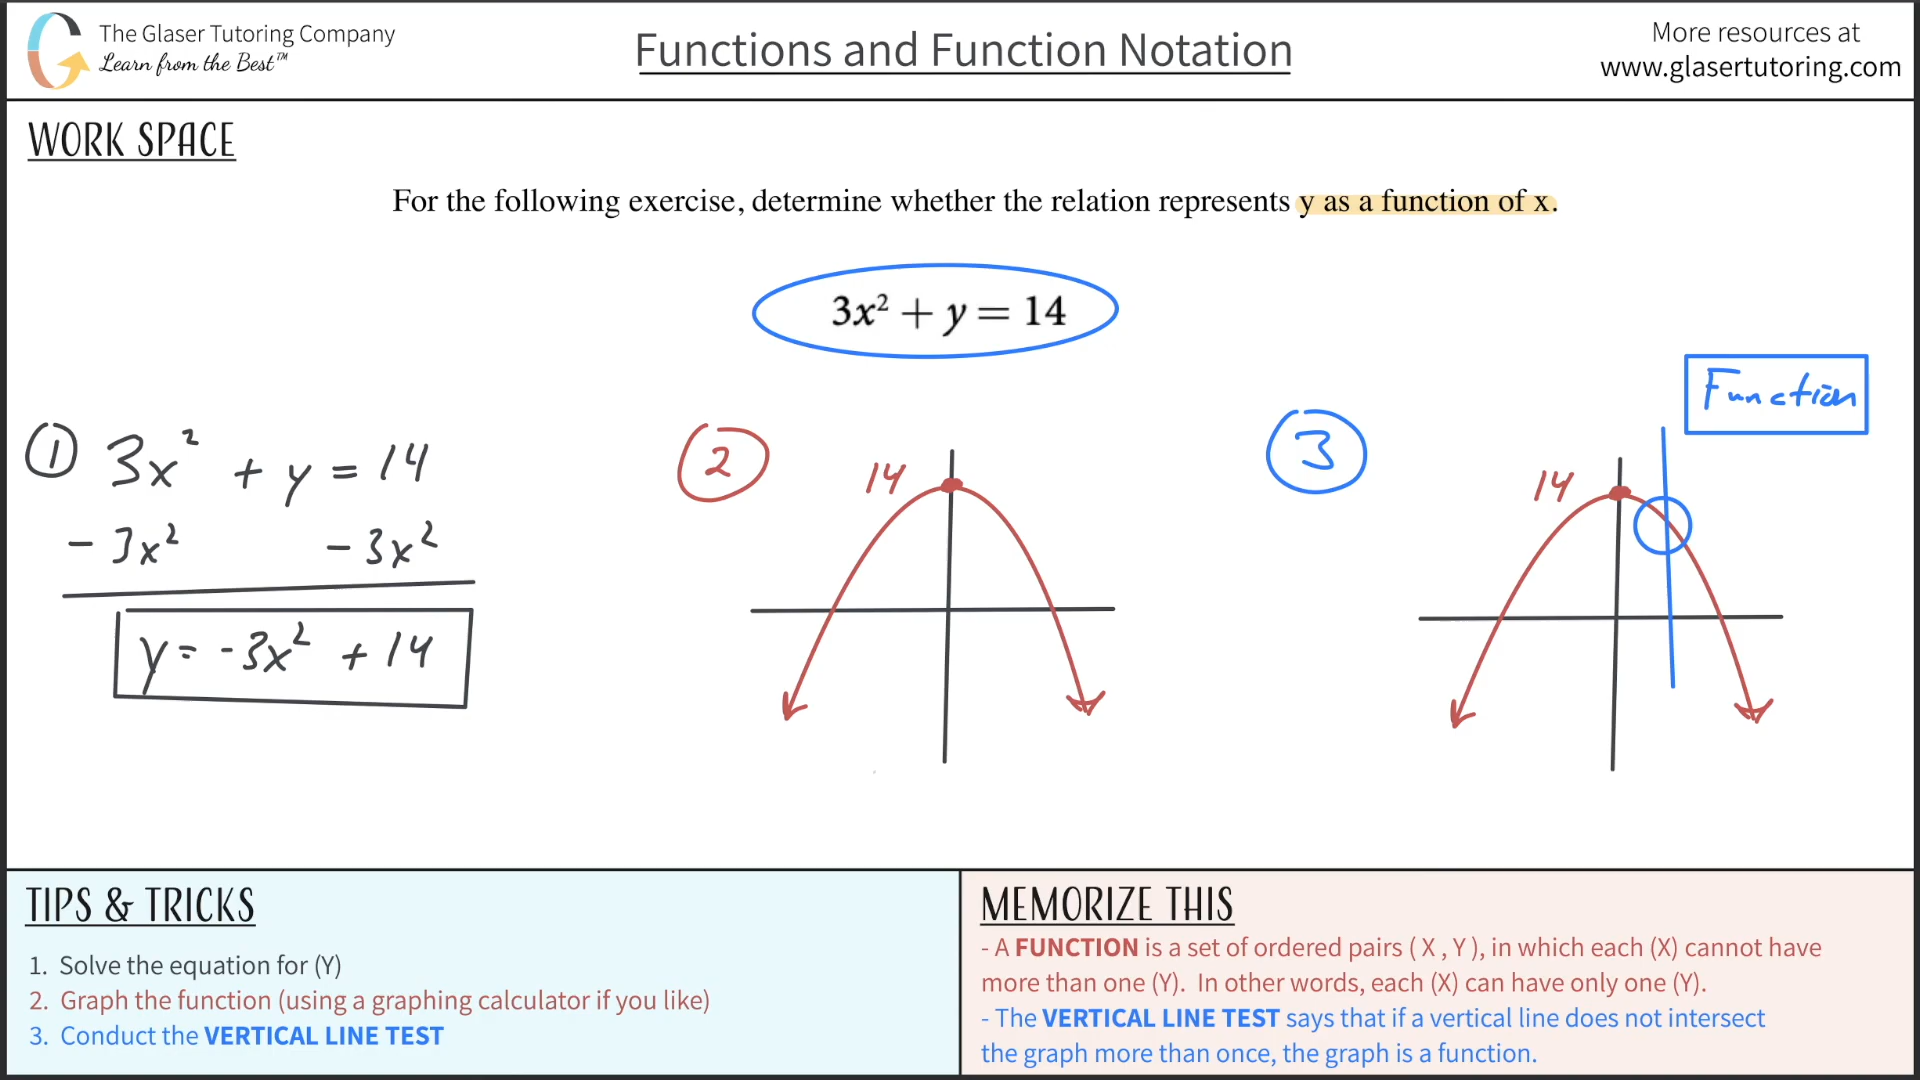 The Glaser Tutoring Company
Learn from the Best™
Functions and Function Notation
More resources at
www.glasertutoring.com
WORK SPACE
For the following exercise, determine whether the relation represents y as a function of x.
3x² + y = 14
Function
① 3x² + y = 14
- 3x² - 3x²
y = -3x² + 14
②
14
③
14
TIPS & TRICKS
1. Solve the equation for (Y)
2. Graph the function (using a graphing calculator if you like)
3. Conduct the VERTICAL LINE TEST
MEMORIZE THIS
- A FUNCTION is a set of ordered pairs ( X , Y ), in which each (X) cannot have
more than one (Y). In other words, each (X) can have only one (Y).
- The VERTICAL LINE TEST says that if a vertical line does not intersect
the graph more than once, the graph is a function.